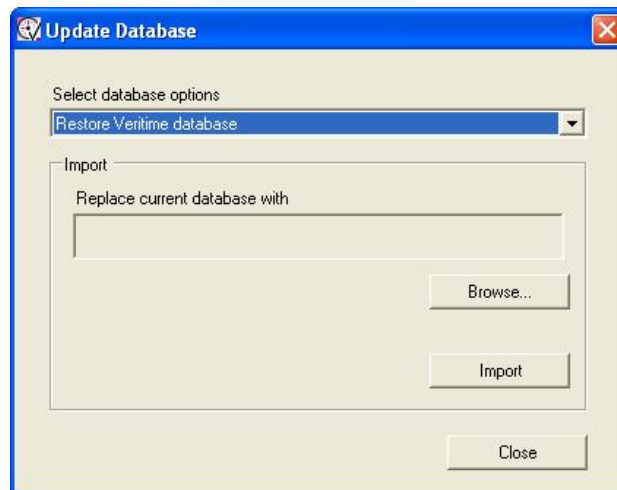 Update Database
Select database options
Restore Veritime database
Import
Replace current database with
Browse...
Import
Close